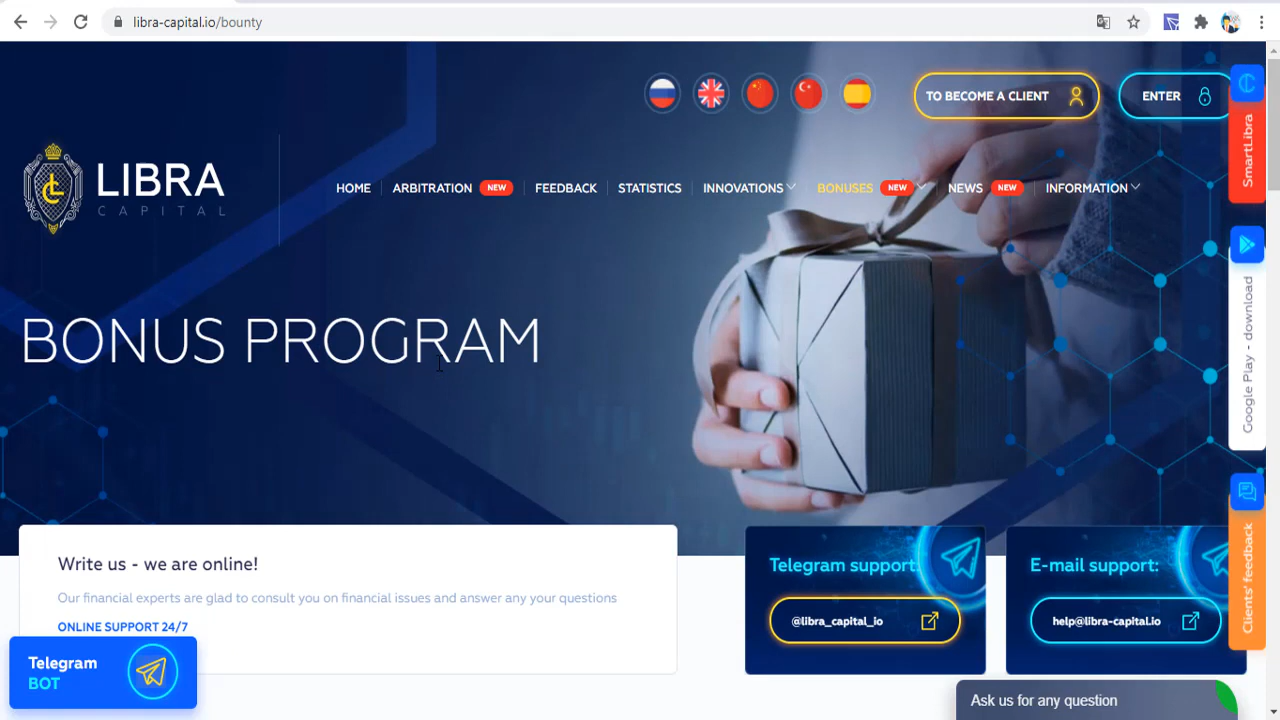 libra-capital.io/bounty
TO BECOME A CLIENT
ENTER
LIBRA
CAPITAL
HOME
ARBITRATION NEW
FEEDBACK
STATISTICS
INNOVATIONS
BONUSES NEW
NEWS NEW
INFORMATION
SmartLibra
Google Play - download
Clients' feedback
BONUS PROGRAM
Write us - we are online!
Our financial experts are glad to consult you on financial issues and answer any your questions
ONLINE SUPPORT 24/7
Telegram support:
@libra_capital_io
E-mail support:
help@libra-capital.io
Telegram
BOT
Ask us for any question